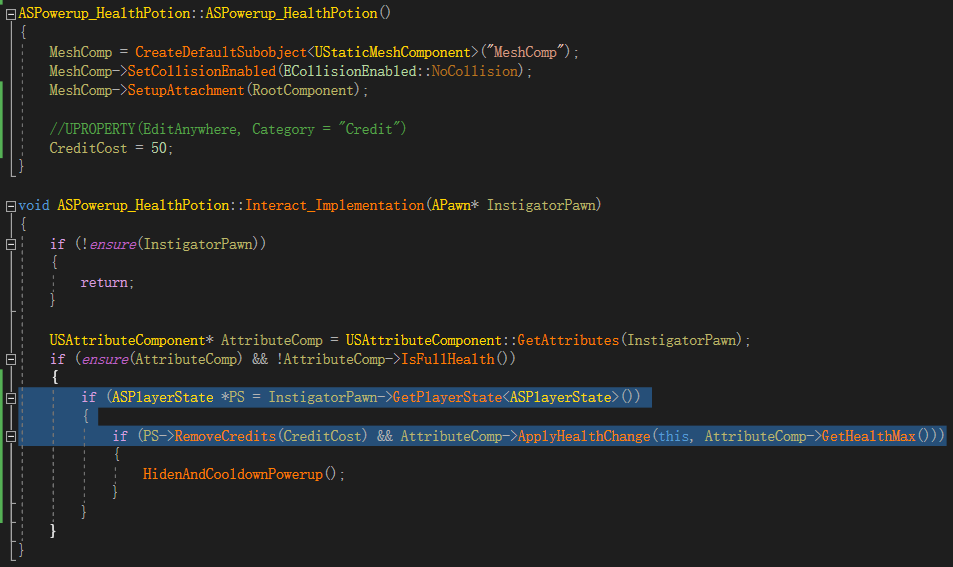 ASPowerup_HealthPotion::ASPowerup_HealthPotion()
{
MeshComp = CreateDefaultSubobject<UStaticMeshComponent>("MeshComp");
MeshComp->SetCollisionEnabled(ECollisionEnabled::NoCollision);
MeshComp->SetupAttachment(RootComponent);
//UPROPERTY(EditAnywhere, Category = "Credit")
CreditCost = 50;
}
void ASPowerup_HealthPotion::Interact_Implementation(APawn* InstigatorPawn)
{
if (!ensure(InstigatorPawn))
{
return;
}
USAttributeComponent* AttributeComp = USAttributeComponent::GetAttributes(InstigatorPawn);
if (ensure(AttributeComp) && !AttributeComp->IsFullHealth())
{
if (ASPlayerState *PS = InstigatorPawn->GetPlayerState<ASPlayerState>())
{
if (PS->RemoveCredits(CreditCost) && AttributeComp->ApplyHealthChange(this, AttributeComp->GetHealthMax()))
{
HidenAndCooldownPowerup();
}
}
}
}